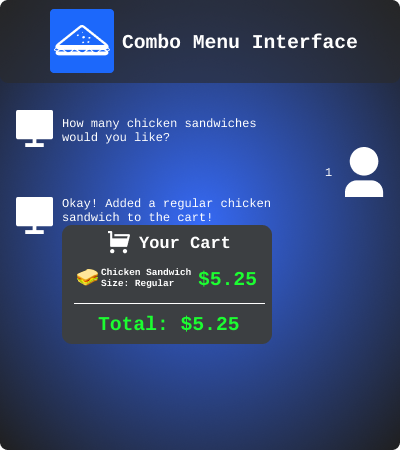 Combo Menu Interface
How many chicken sandwiches
would you like?
1
Okay! Added a regular chicken
sandwich to the cart!
Your Cart
Chicken Sandwich
Size: Regular
$5.25
Total: $5.25